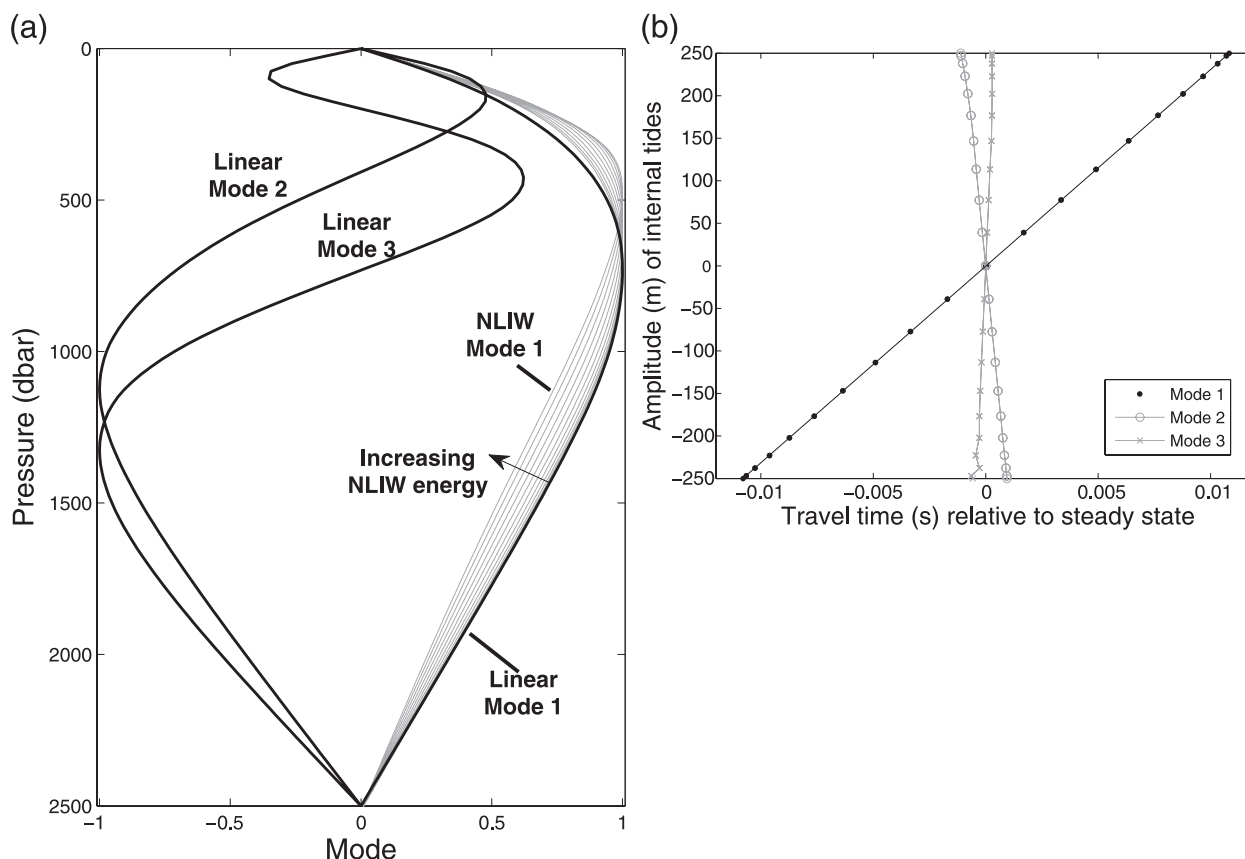 (a)
0
500
1000
1500
2000
2500
Pressure (dbar)
−1
−0.5
0
0.5
1
Mode
Linear
Mode 2
Linear
Mode 3
NLIW
Mode 1
Increasing
NLIW energy
Linear
Mode 1
(b)
250
200
150
100
50
0
−50
−100
−150
−200
−250
Amplitude (m) of internal tides
Mode 1
Mode 2
Mode 3
−0.01
−0.005
0
0.005
0.01
Travel time (s) relative to steady state